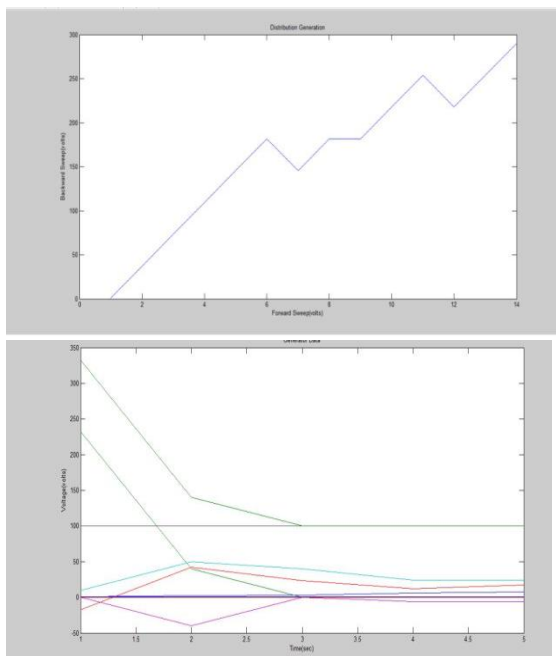 Distribution Generation
300
250
200
150
100
50
0
Backward Sweep(volts)
0 2 4 6 8 10 12 14
Forward Sweep(volts)
Generator Data
350
300
250
200
150
100
50
0
-50
Voltage(volts)
1 1.5 2 2.5 3 3.5 4 4.5 5
Time(sec)